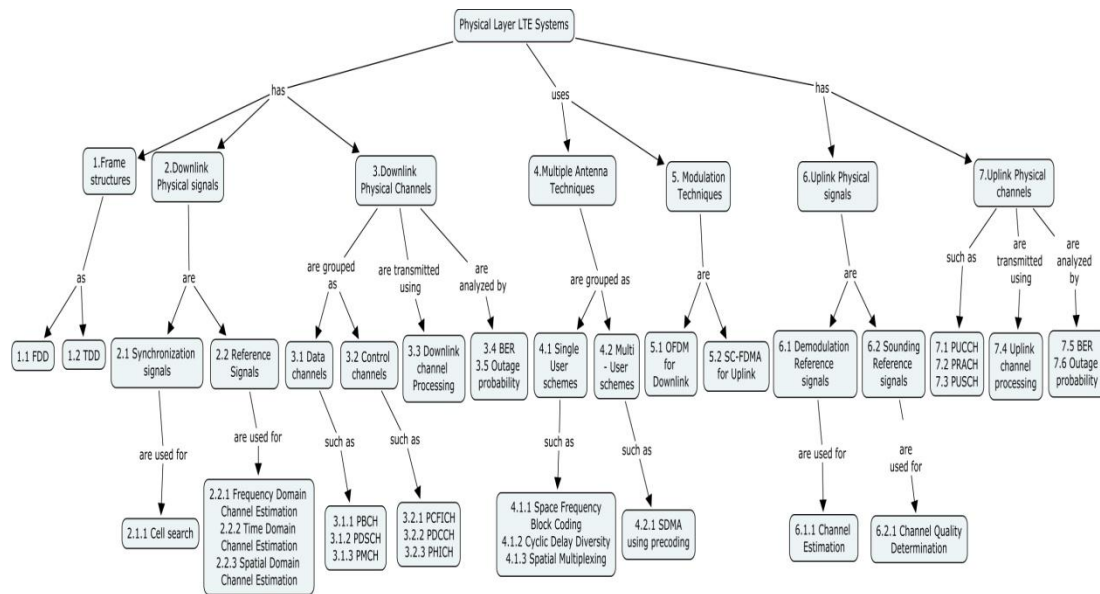 Physical Layer LTE Systems
has
uses
has
1.Frame
structures
2.Downlink
Physical signals
3.Downlink
Physical Channels
4.Multiple Antenna
Techniques
5. Modulation
Techniques
6.Uplink Physical
signals
7.Uplink Physical
channels
as
are
are grouped
as
are transmitted
using
are
analyzed by
are grouped as
are
are
such as
are
transmitted
using
are
analyzed
by
1.1 FDD
1.2 TDD
2.1 Synchronization
signals
2.2 Reference
Signals
3.1 Data
channels
3.2 Control
channels
3.3 Downlink
channel
Processing
3.4 BER
3.5 Outage
probability
4.1 Single
User
schemes
4.2 Multi
- User
schemes
5.1 OFDM
for
Downlink
5.2 SC-FDMA
for Uplink
6.1 Demodulation
Reference
signals
6.2 Sounding
Reference
signals
7.1 PUCCH
7.2 PRACH
7.3 PUSCH
7.4 Uplink
channel
processing
7.5 BER
7.6 Outage
probability
are used for
are used for
such as
such as
such as
such as
are used for
are
used for
2.1.1 Cell search
2.2.1 Frequency Domain
Channel Estimation
2.2.2 Time Domain
Channel Estimation
2.2.3 Spatial Domain
Channel Estimation
3.1.1 PBCH
3.1.2 PDSCH
3.1.3 PMCH
3.2.1 PCFICH
3.2.2 PDCCH
3.2.3 PHICH
4.1.1 Space Frequency
Block Coding
4.1.2 Cyclic Delay Diversity
4.1.3 Spatial Multiplexing
4.2.1 SDMA
using precoding
6.1.1 Channel
Estimation
6.2.1 Channel Quality
Determination